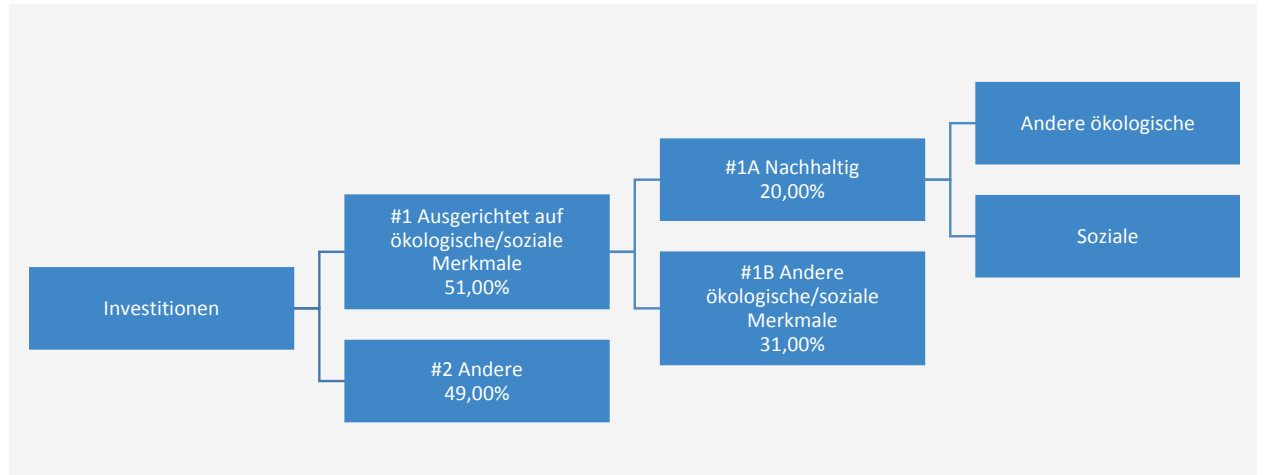 Investitionen
#1 Ausgerichtet auf
ökologische/soziale
Merkmale
51,00%
#2 Andere
49,00%
#1A Nachhaltig
20,00%
#1B Andere
ökologische/soziale
Merkmale
31,00%
Andere ökologische
Soziale